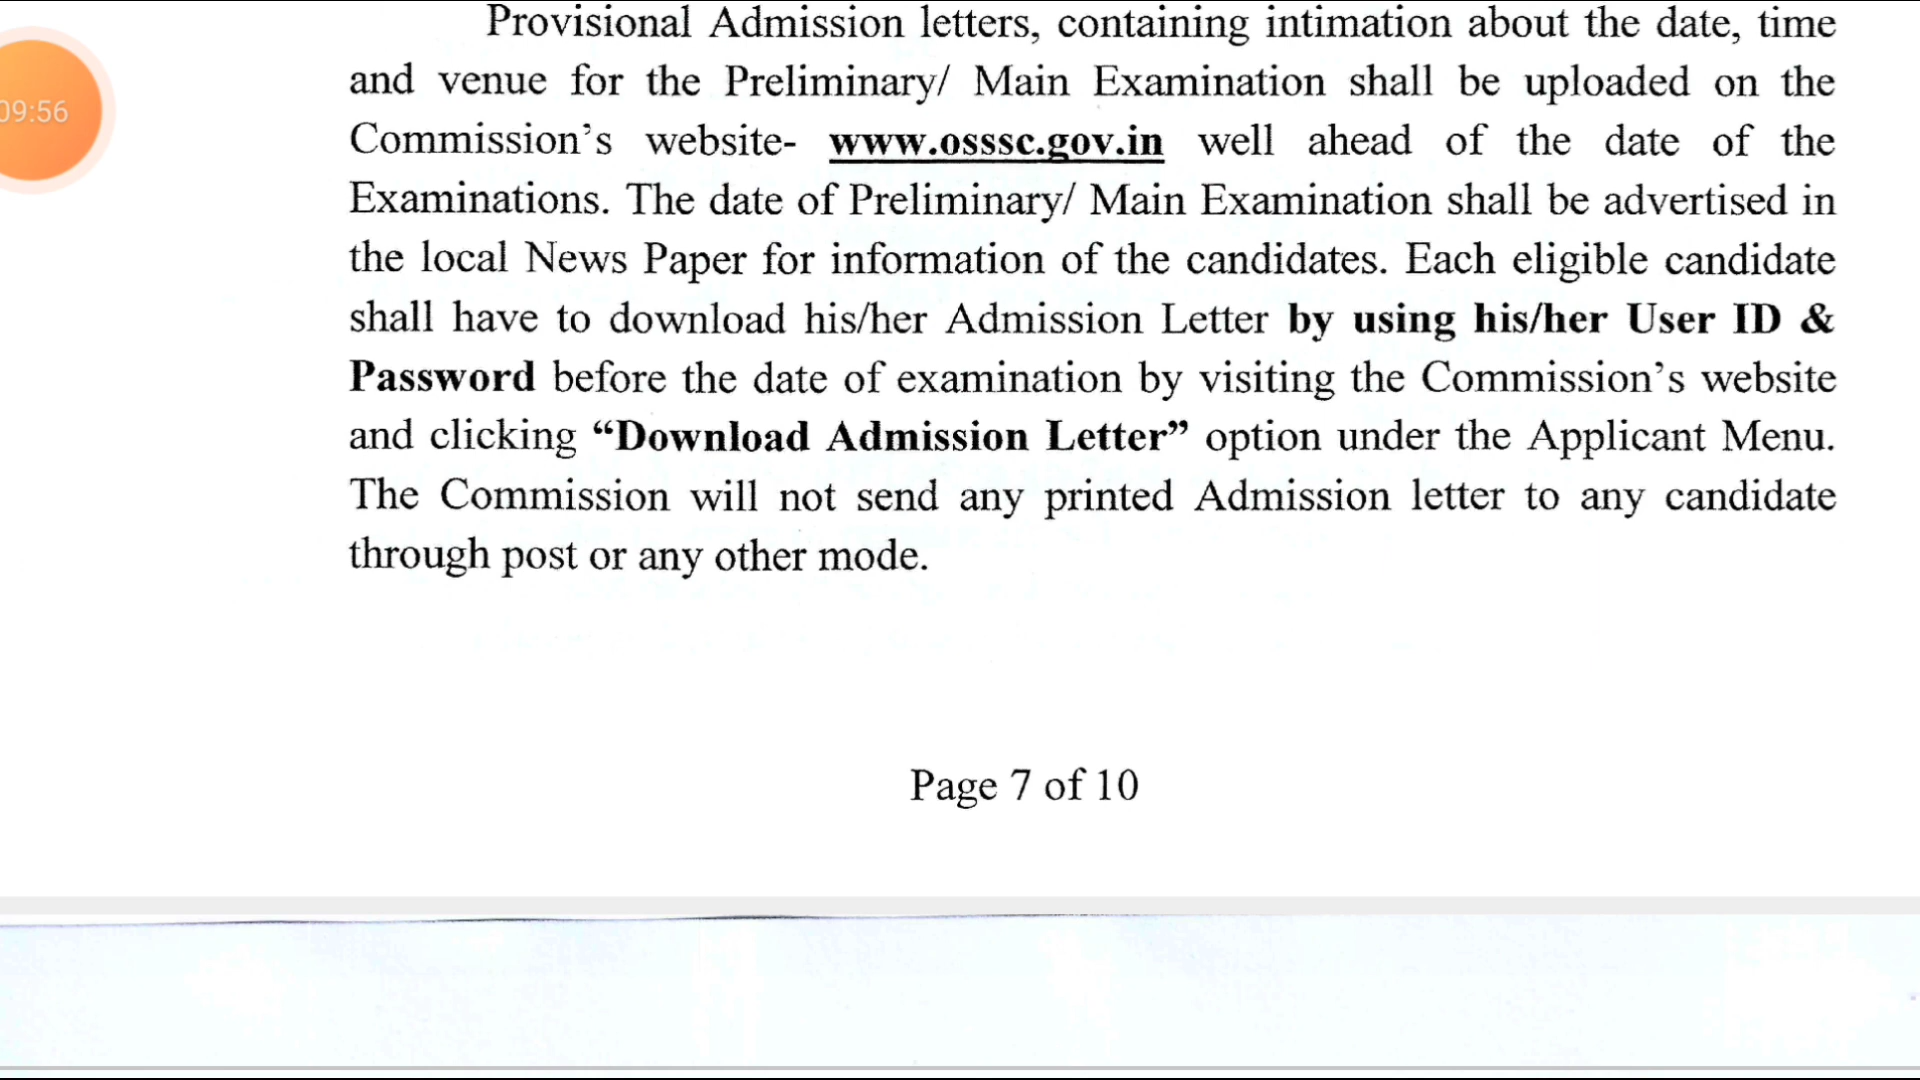 Provisional Admission letters, containing intimation about the date, time
and venue for the Preliminary/ Main Examination shall be uploaded on the
Commission’s website- www.osssc.gov.in well ahead of the date of the
Examinations. The date of Preliminary/ Main Examination shall be advertised in
the local News Paper for information of the candidates. Each eligible candidate
shall have to download his/her Admission Letter by using his/her User ID &
Password before the date of examination by visiting the Commission’s website
and clicking “Download Admission Letter” option under the Applicant Menu.
The Commission will not send any printed Admission letter to any candidate
through post or any other mode.
Page 7 of 10
09:56